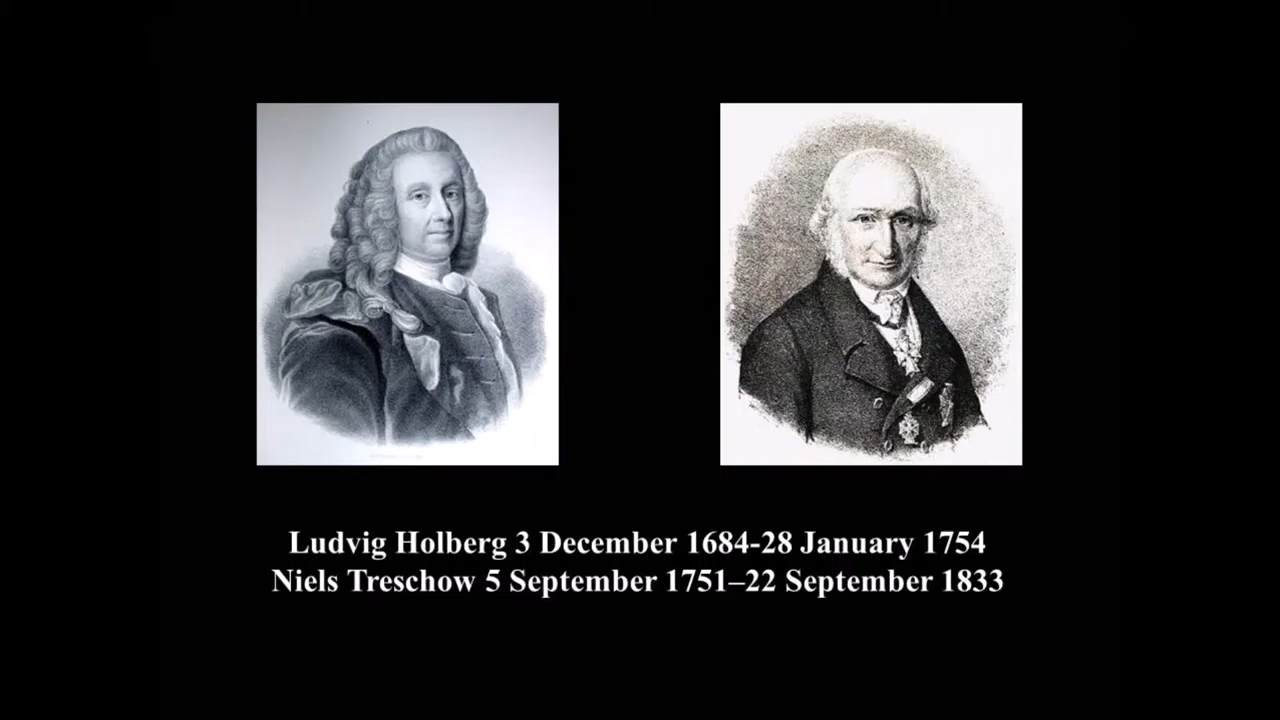 Ludvig Holberg 3 December 1684-28 January 1754
Niels Treschow 5 September 1751–22 September 1833